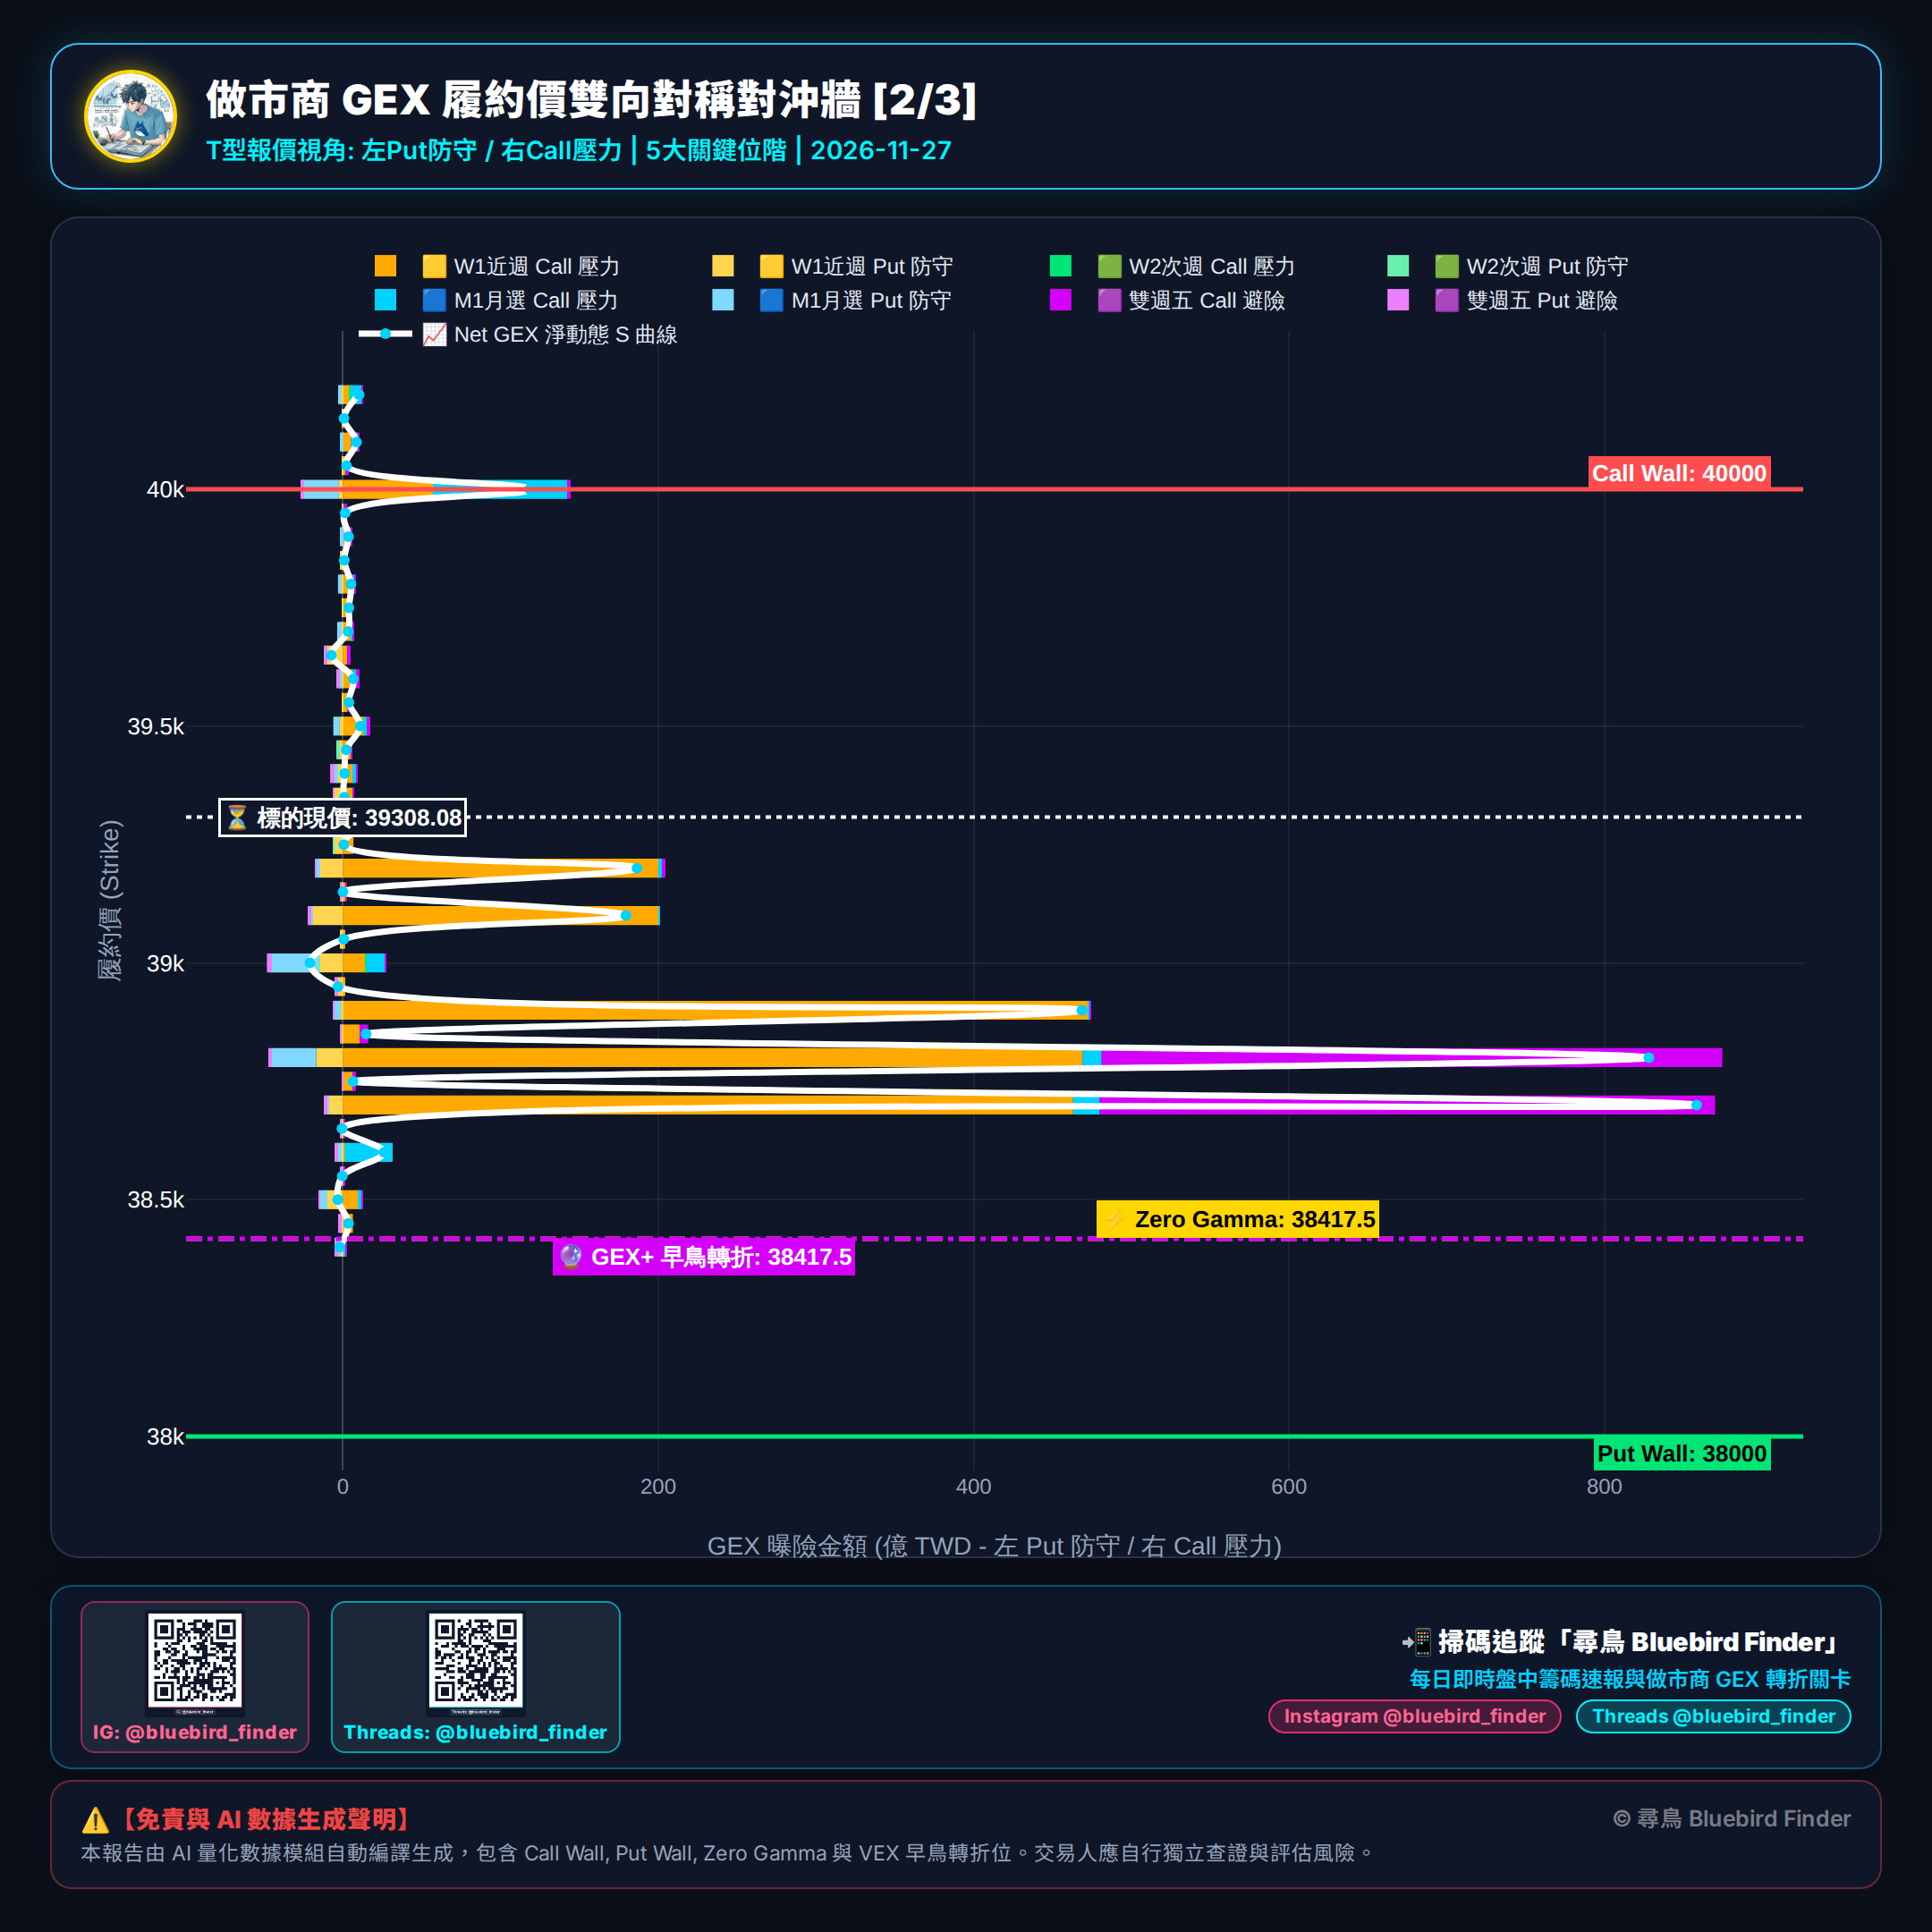 做市商 GEX 履約價雙向對稱對沖牆 [2/3]
T型報價視角: 左Put防守 / 右Call壓力 | 5大關鍵位階 | 2026-11-27
W1近週 Call 壓力
W1近週 Put 防守
W2次週 Call 壓力
W2次週 Put 防守
M1月選 Call 壓力
M1月選 Put 防守
雙週五 Call 避險
雙週五 Put 避險
Net GEX 淨動態 S 曲線
Call Wall: 40000
40k
39.5k
標的現價: 39308.08
39k
38.5k
Zero Gamma: 38417.5
GEX+ 早鳥轉折: 38417.5
38k
Put Wall: 38000
履約價 (Strike)
0
200
400
600
800
GEX 曝險金額 (億 TWD - 左 Put 防守 / 右 Call 壓力)
IG: @bluebird_finder
Threads: @bluebird_finder
IG: @bluebird_finder
Threads: @bluebird_finder
掃碼追蹤「尋鳥 Bluebird Finder」
每日即時盤中籌碼速報與做市商 GEX 轉折關卡
Instagram @bluebird_finder
Threads @bluebird_finder
【免責與 AI 數據生成聲明】
© 尋鳥 Bluebird Finder
本報告由 AI 量化數據模組自動編譯生成，包含 Call Wall, Put Wall, Zero Gamma 與 VEX 早鳥轉折位。交易人應自行獨立查證與評估風險。